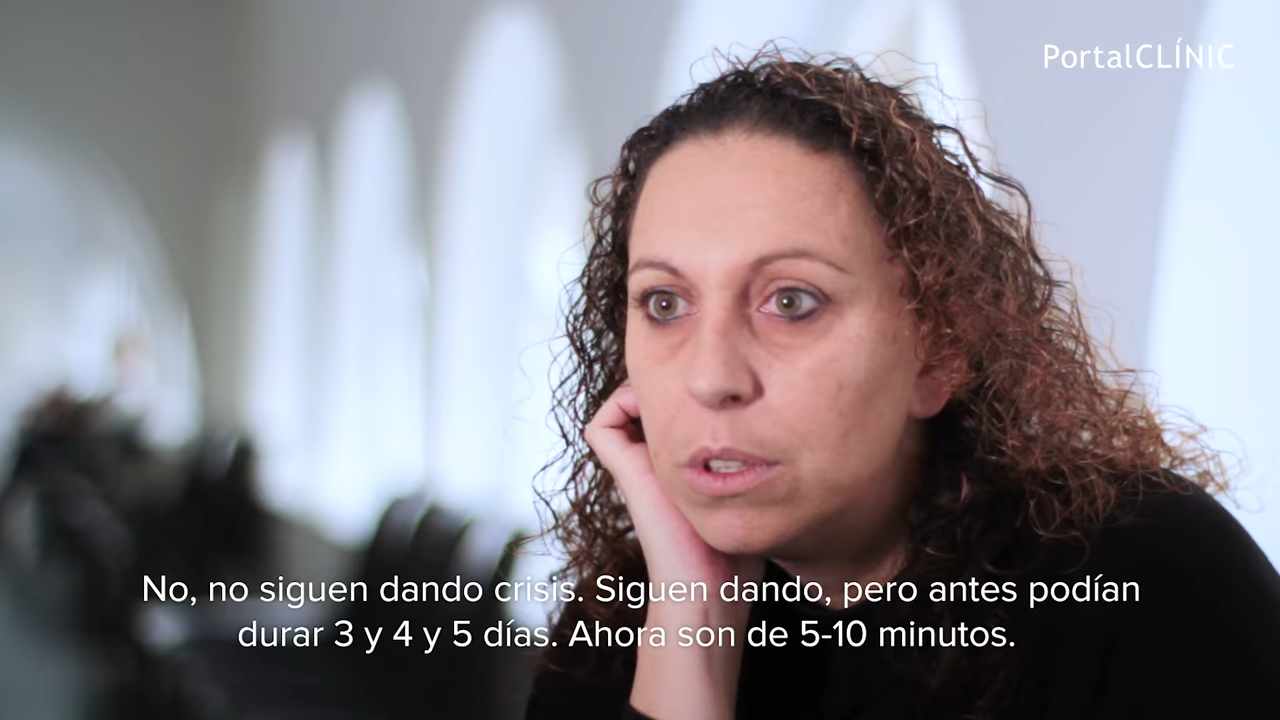 PortalCLÍNIC
No, no siguen dando crisis. Siguen dando, pero antes podían
durar 3 y 4 y 5 días. Ahora son de 5-10 minutos.